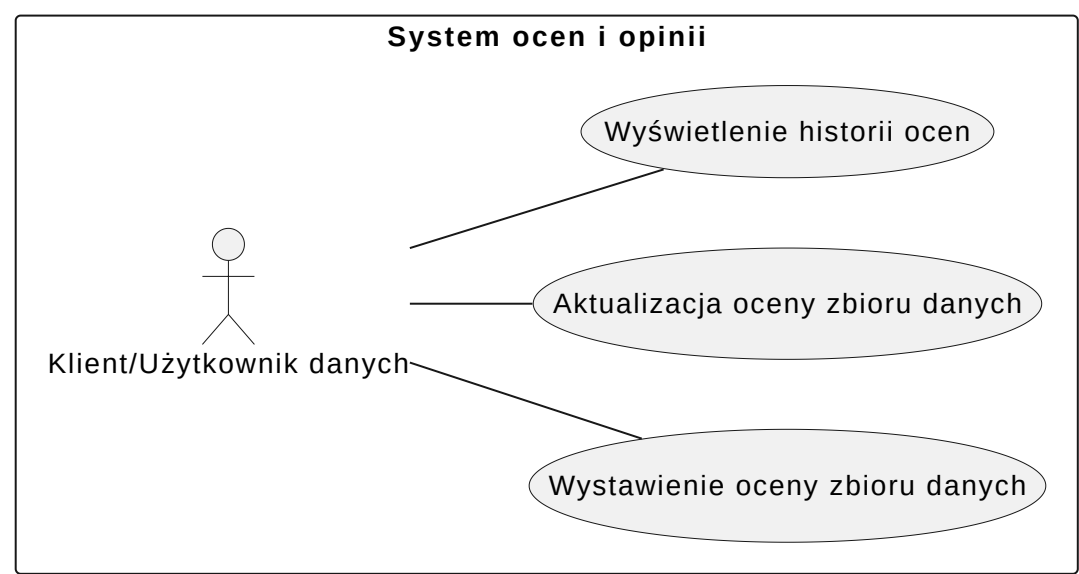 System ocen i opinii
Wyświetlenie historii ocen
Aktualizacja oceny zbioru danych
Klient/Użytkownik danych
Wystawienie oceny zbioru danych